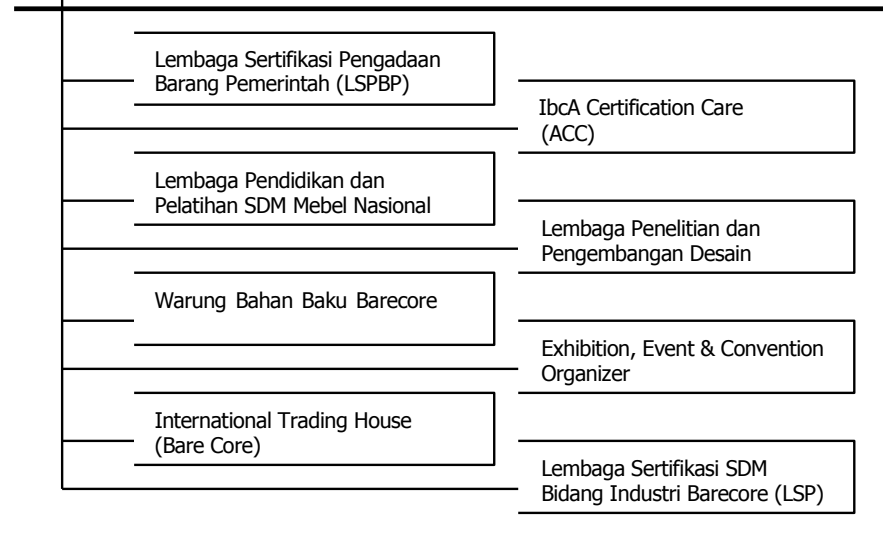 Lembaga Sertifikasi Pengadaan
Barang Pemerintah (LSPBP)
IbcA Certification Care
(ACC)
Lembaga Pendidikan dan
Pelatihan SDM Mebel Nasional
Lembaga Penelitian dan
Pengembangan Desain
Warung Bahan Baku Barecore
Exhibition, Event & Convention
Organizer
International Trading House
(Bare Core)
Lembaga Sertifikasi SDM
Bidang Industri Barecore (LSP)